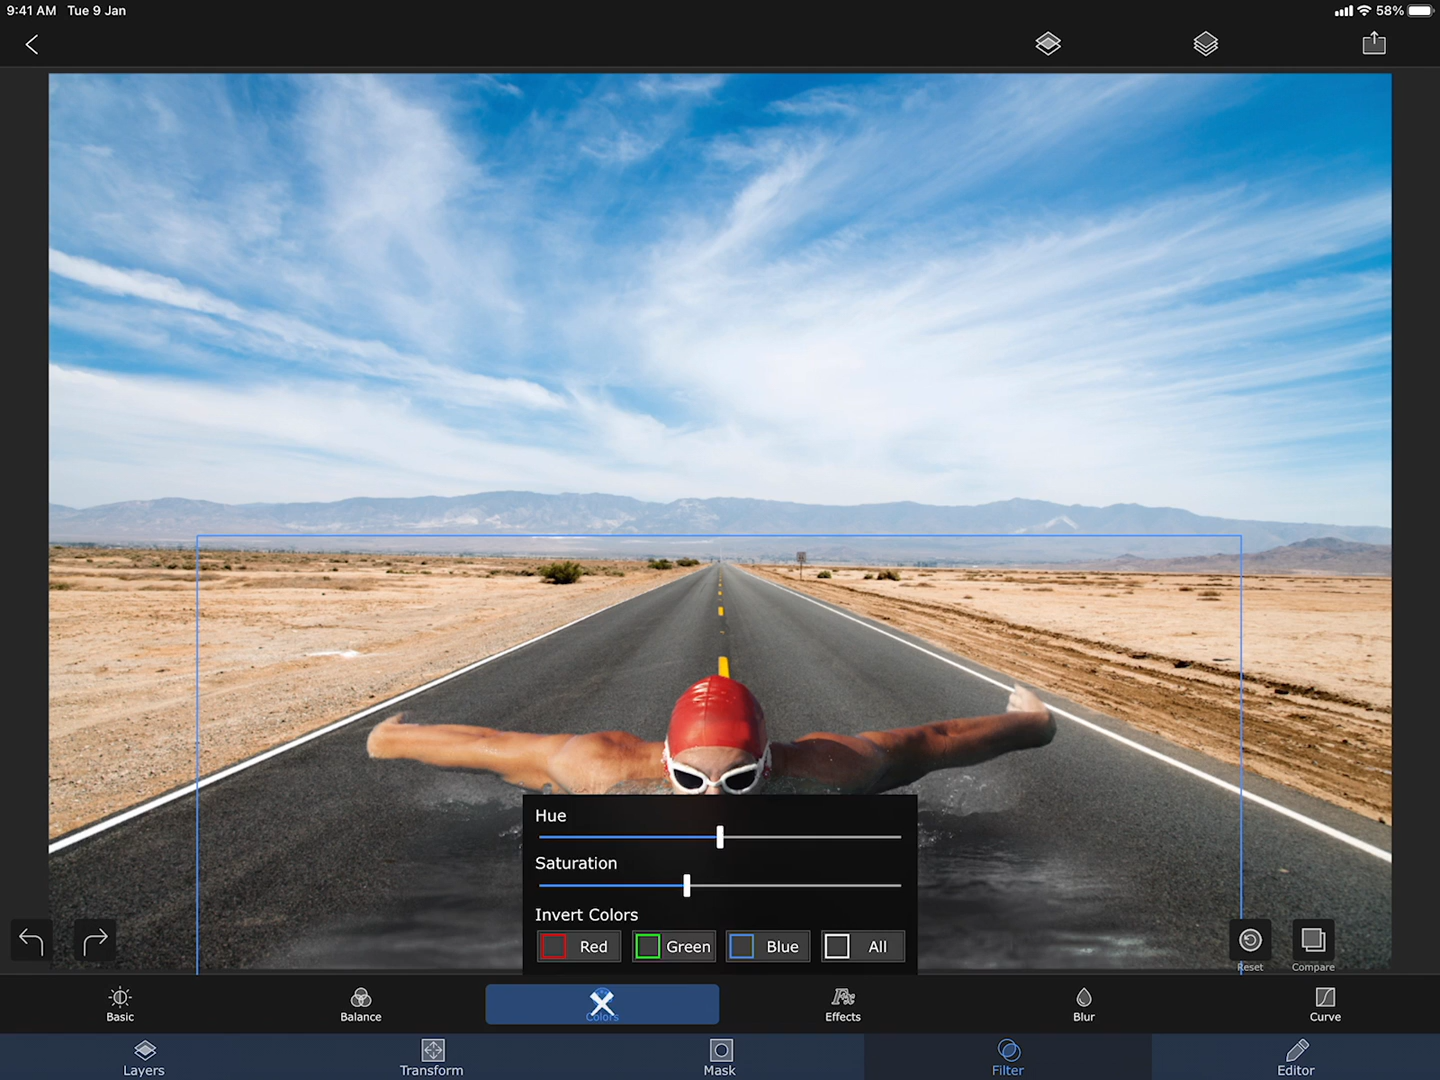 9:41 AM Tue 9 Jan 58%
Hue
Saturation
Invert Colors
Red Green Blue All
Reset Compare
Basic Balance Colors Effects Blur Curve
Layers Transform Mask Filter Editor